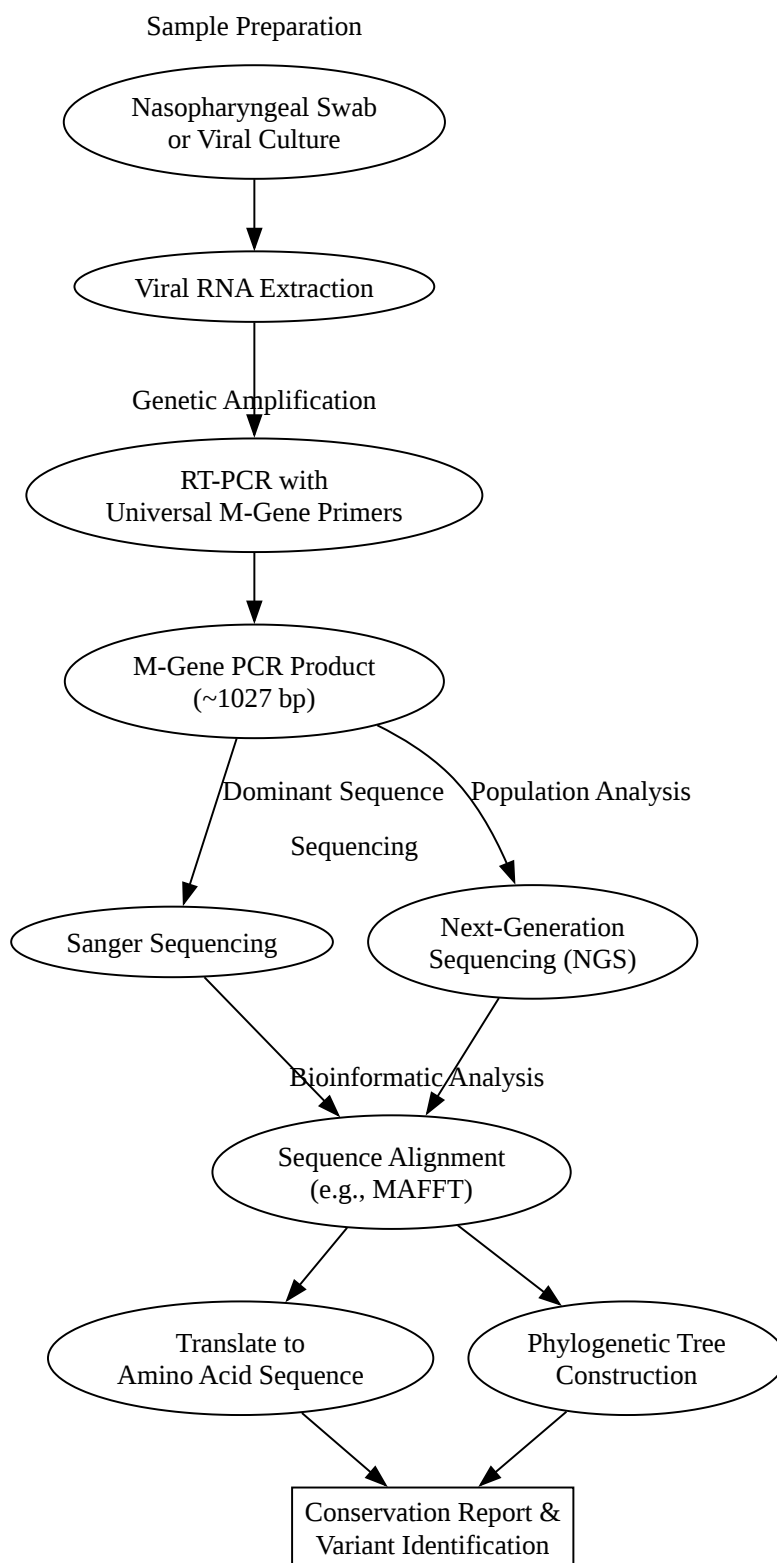 Sample Preparation
Nasopharyngeal Swab
or Viral Culture
Viral RNA Extraction
Genetic Amplification
RT-PCR with
Universal M-Gene Primers
M-Gene PCR Product
(~1027 bp)
Dominant Sequence
Population Analysis
Sequencing
Sanger Sequencing
Next-Generation
Sequencing (NGS)
Bioinformatic Analysis
Sequence Alignment
(e.g., MAFFT)
Translate to
Amino Acid Sequence
Phylogenetic Tree
Construction
Conservation Report &
Variant Identification